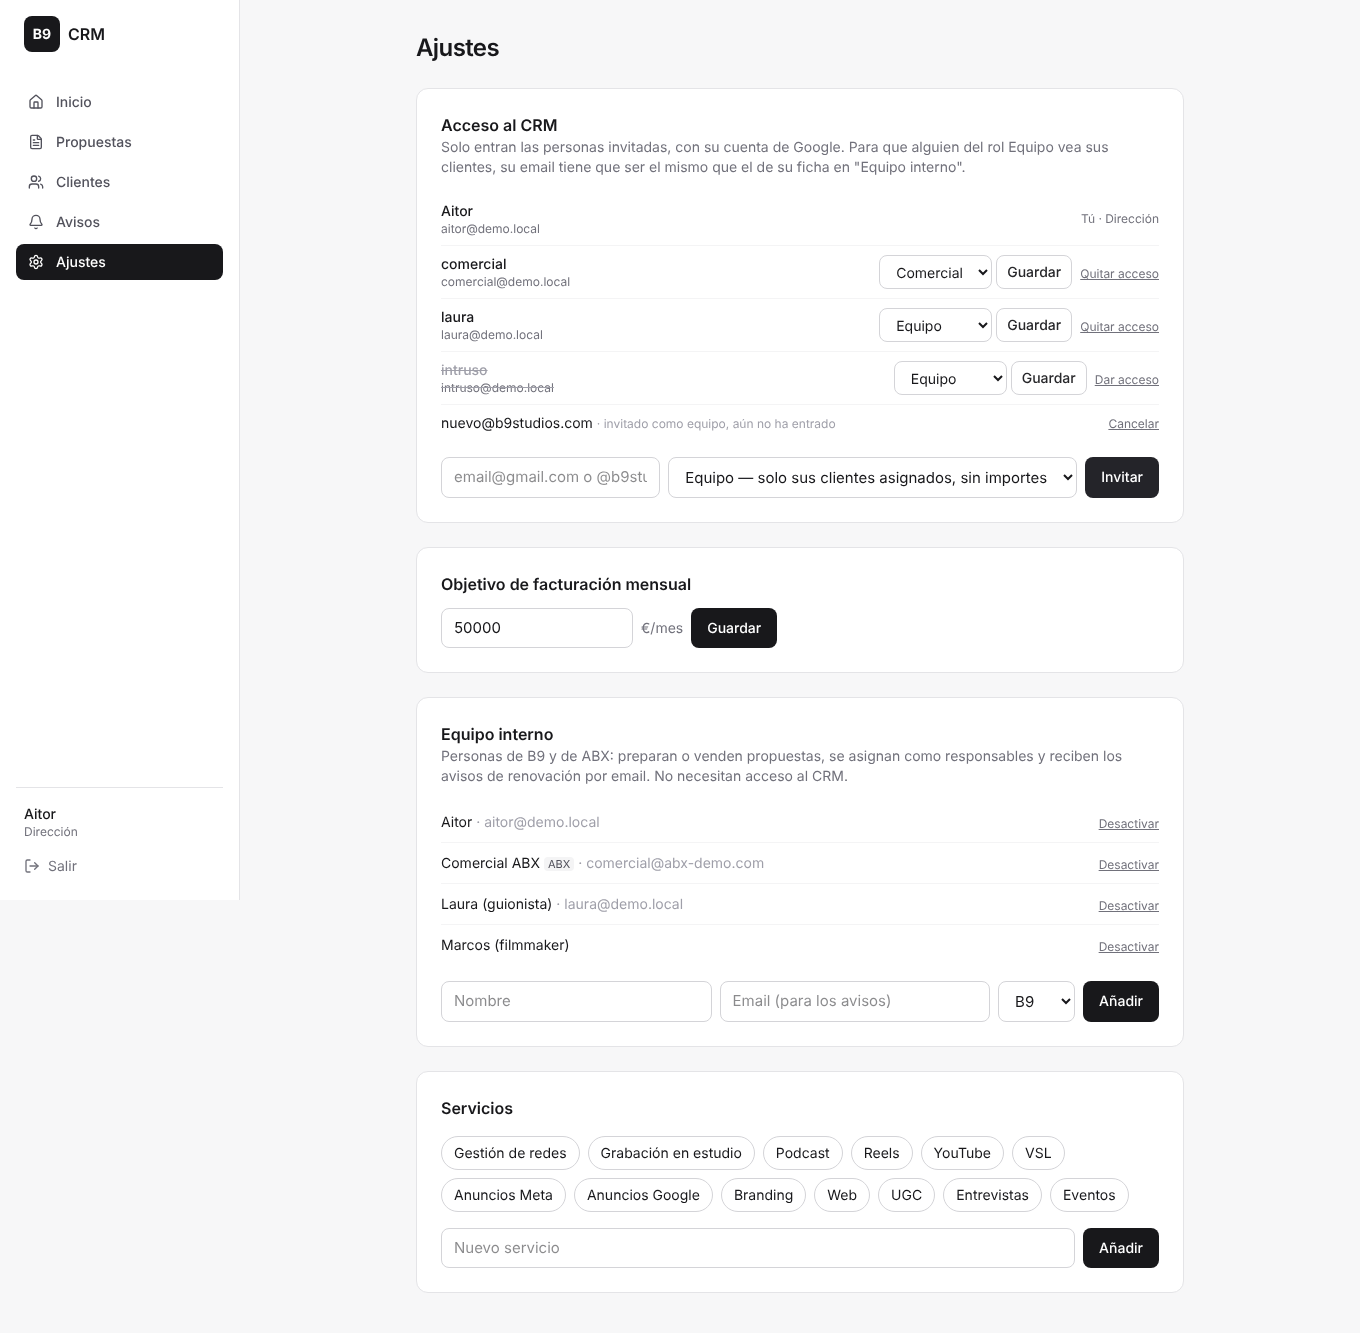 B9 CRM
Inicio
Propuestas
Clientes
Avisos
Ajustes
Aitor
Dirección
Salir
Ajustes
Acceso al CRM
Solo entran las personas invitadas, con su cuenta de Google. Para que alguien del rol Equipo vea sus
clientes, su email tiene que ser el mismo que el de su ficha en "Equipo interno".
Aitor
aitor@demo.local
Tú · Dirección
comercial
comercial@demo.local
Comercial Guardar Quitar acceso
laura
laura@demo.local
Equipo Guardar Quitar acceso
intruso
intruso@demo.local
Equipo Guardar Dar acceso
nuevo@b9studios.com · invitado como equipo, aún no ha entrado Cancelar
email@gmail.com o @b9stu Equipo — solo sus clientes asignados, sin importes Invitar
Objetivo de facturación mensual
50000 €/mes Guardar
Equipo interno
Personas de B9 y de ABX: preparan o venden propuestas, se asignan como responsables y reciben los
avisos de renovación por email. No necesitan acceso al CRM.
Aitor · aitor@demo.local Desactivar
Comercial ABX ABX · comercial@abx-demo.com Desactivar
Laura (guionista) · laura@demo.local Desactivar
Marcos (filmmaker) Desactivar
Nombre Email (para los avisos) B9 Añadir
Servicios
Gestión de redes Grabación en estudio Podcast Reels YouTube VSL
Anuncios Meta Anuncios Google Branding Web UGC Entrevistas Eventos
Nuevo servicio Añadir